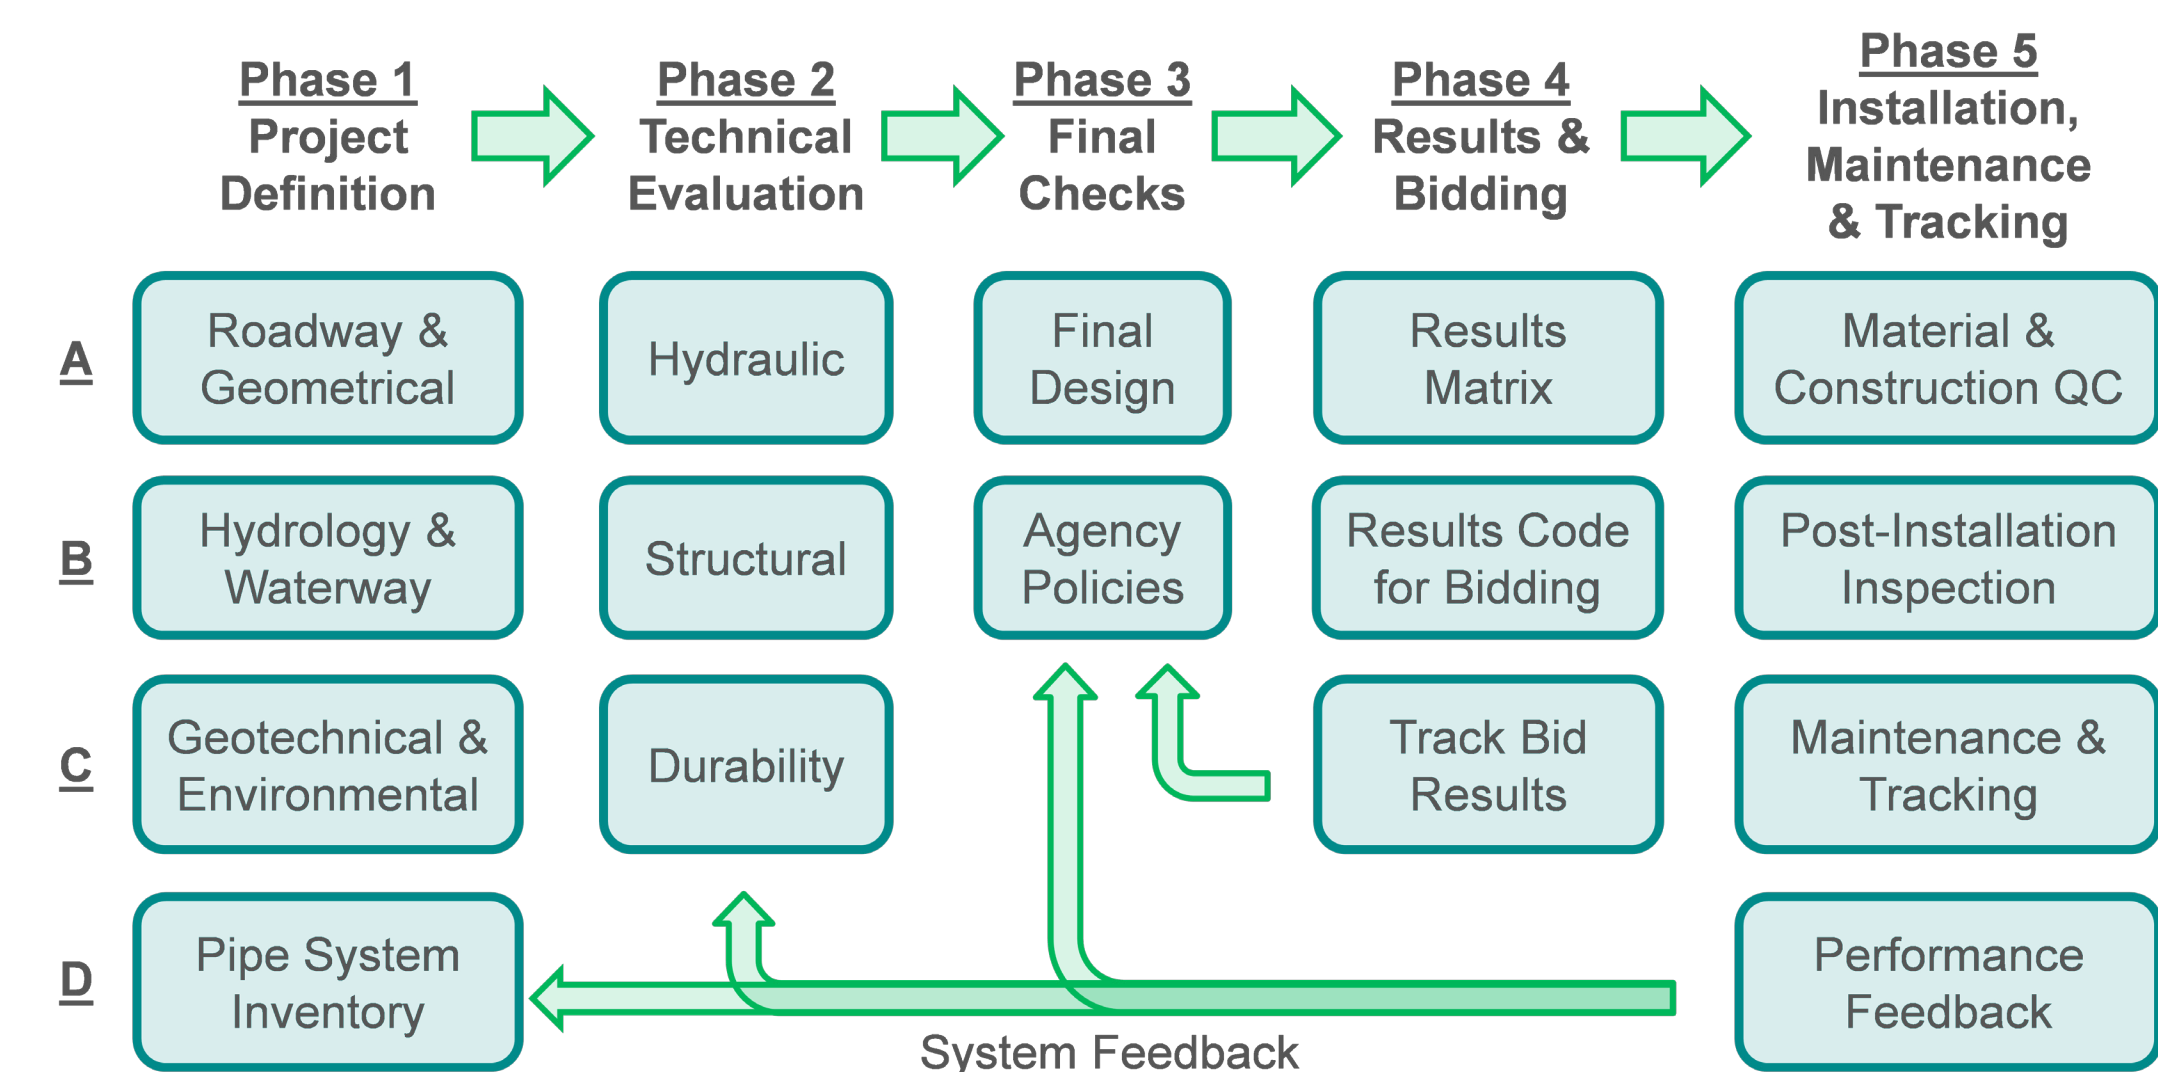 Phase 1
Project
Definition
Phase 2
Technical
Evaluation
Phase 3
Final
Checks
Phase 4
Results &
Bidding
Phase 5
Installation,
Maintenance
& Tracking
A
Roadway &
Geometrical
Hydraulic
Final
Design
Results
Matrix
Material &
Construction QC
B
Hydrology &
Waterway
Structural
Agency
Policies
Results Code
for Bidding
Post-Installation
Inspection
C
Geotechnical &
Environmental
Durability
Track Bid
Results
Maintenance &
Tracking
D
Pipe System
Inventory
Performance
Feedback
System Feedback